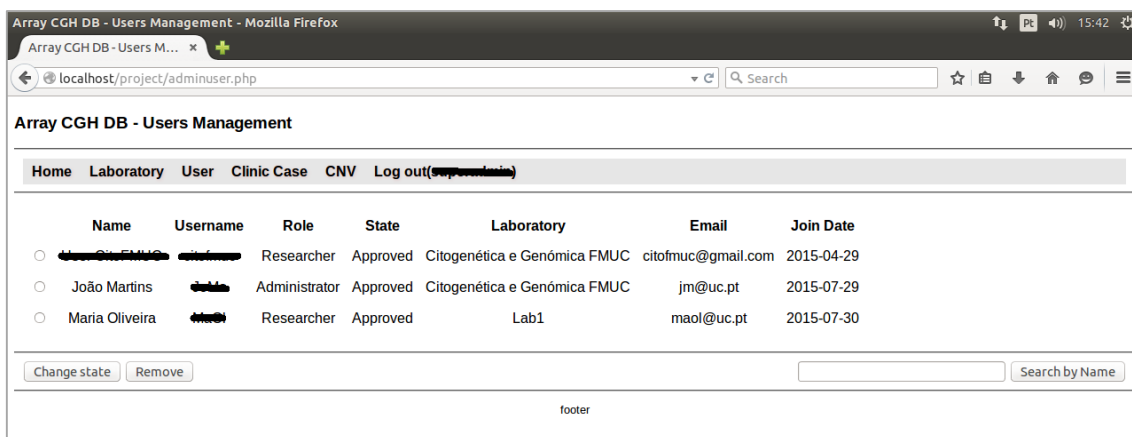 Array CGH DB - Users Management - Mozilla Firefox Pt 15:42
Array CGH DB - Users M...
localhost/project/adminuser.php Search
Array CGH DB - Users Management
Home Laboratory User Clinic Case CNV Log out( )
Name Username Role State Laboratory Email Join Date
Researcher Approved Citogenética e Genómica FMUC citofmuc@gmail.com 2015-04-29
João Martins Administrator Approved Citogenética e Genómica FMUC jm@uc.pt 2015-07-29
Maria Oliveira Researcher Approved Lab1 maol@uc.pt 2015-07-30
Change state Remove Search by Name
footer